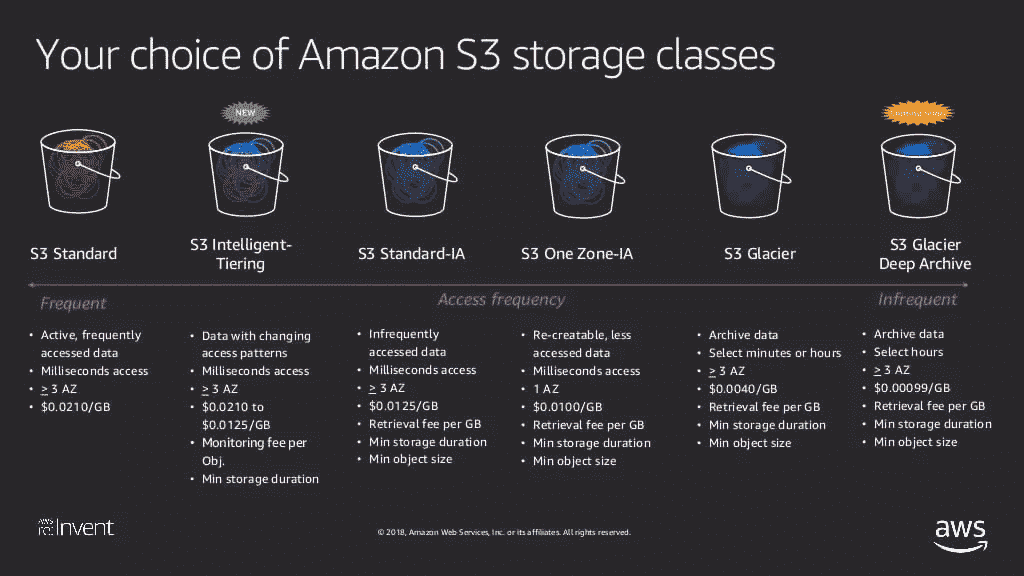 Your choice of Amazon S3 storage classes
NEW
S3 Standard
S3 Intelligent-
Tiering
S3 Standard-IA
S3 One Zone-IA
S3 Glacier
S3 Glacier
Deep Archive
Frequent
Access frequency
Infrequent
• Active, frequently
accessed data
• Milliseconds access
• ≥ 3 AZ
• $0.0210/GB
• Data with changing
access patterns
• Milliseconds access
• ≥ 3 AZ
• $0.0210 to
$0.0125/GB
• Monitoring fee per
Obj.
• Min storage duration
• Infrequently
accessed data
• Milliseconds access
• ≥ 3 AZ
• $0.0125/GB
• Retrieval fee per GB
• Min storage duration
• Min object size
• Re-creatable, less
accessed data
• Milliseconds access
• 1 AZ
• $0.0100/GB
• Retrieval fee per GB
• Min storage duration
• Min object size
• Archive data
• Select minutes or hours
• ≥ 3 AZ
• $0.0040/GB
• Retrieval fee per GB
• Min storage duration
• Min object size
• Archive data
• Select hours
• ≥ 3 AZ
• $0.00099/GB
• Retrieval fee per GB
• Min storage duration
• Min object size
aws
re:Invent
© 2018, Amazon Web Services, Inc. or its affiliates. All rights reserved.
aws